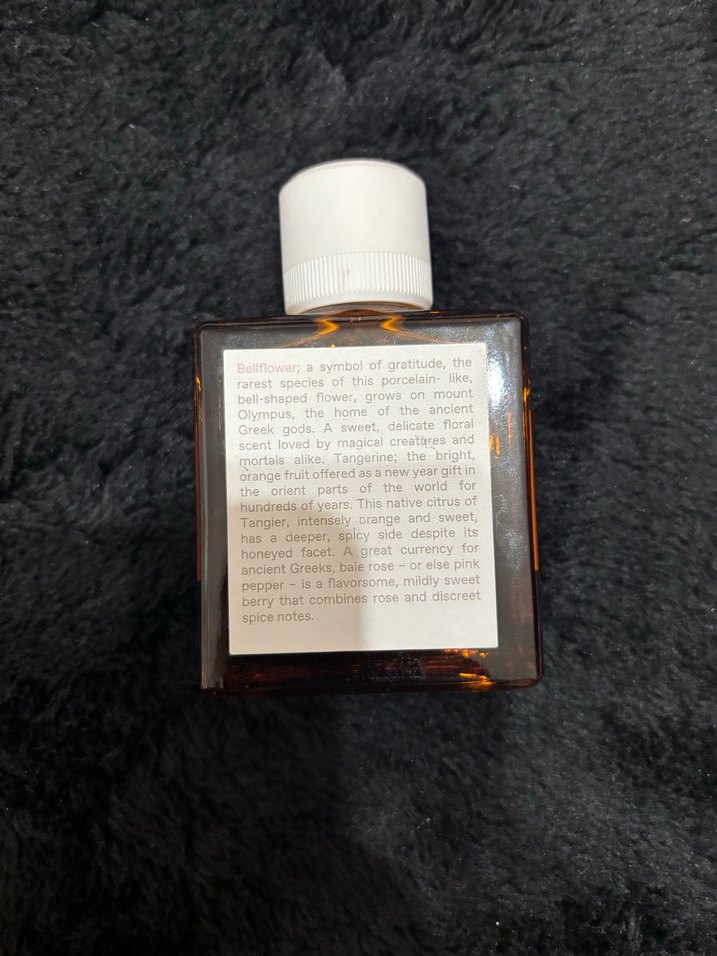 Bellflower; a symbol of gratitude, the
rarest species of this porcelain- like,
bell-shaped flower, grows on mount
Olympus, the home of the ancient
Greek gods. A sweet, delicate floral
scent loved by magical creatures and
mortals alike. Tangerine; the bright,
orange fruit offered as a new year gift in
the orient parts of the world for
hundreds of years. This native citrus of
Tangier, intensely orange and sweet,
has a deeper, spicy side despite its
honeyed facet. A great currency for
ancient Greeks, baie rose – or else pink
pepper – is a flavorsome, mildly sweet
berry that combines rose and discreet
spice notes.